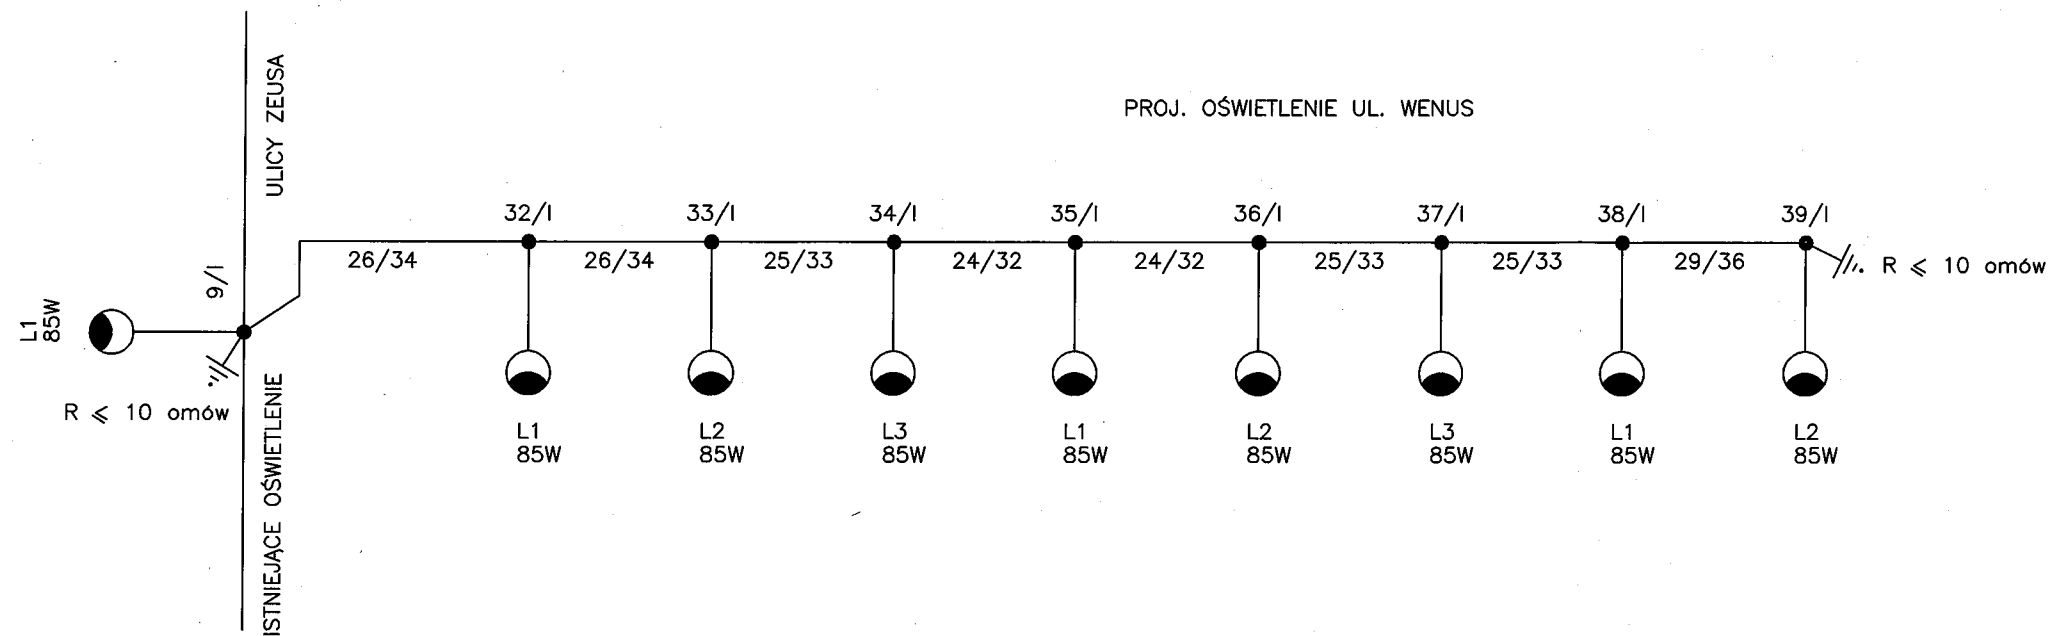 PROJ. OŚWIETLENIE UL. WENUS
ULICY ZEUSA
ISTNIEJĄCE OŚWIETLENIE
9/I
L1
85W
R ⩽ 10 omów
32/I
33/I
34/I
35/I
36/I
37/I
38/I
39/I
26/34
26/34
25/33
24/32
24/32
25/33
25/33
29/36
R ⩽ 10 omów
L1
85W
L2
85W
L3
85W
L1
85W
L2
85W
L3
85W
L1
85W
L2
85W